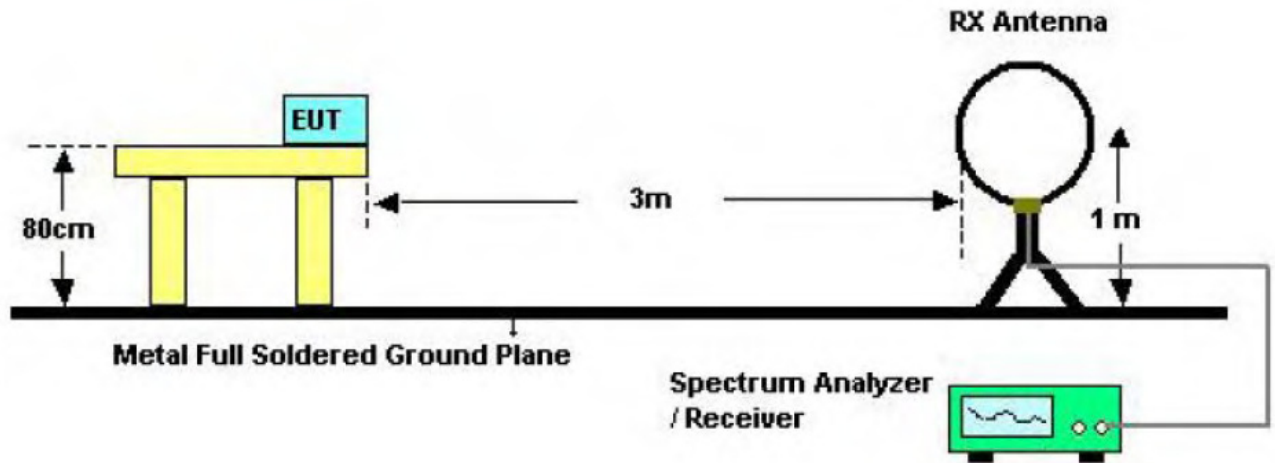 RX Antenna
EUT
80cm
3m
1 m
Metal Full Soldered Ground Plane
Spectrum Analyzer
/ Receiver